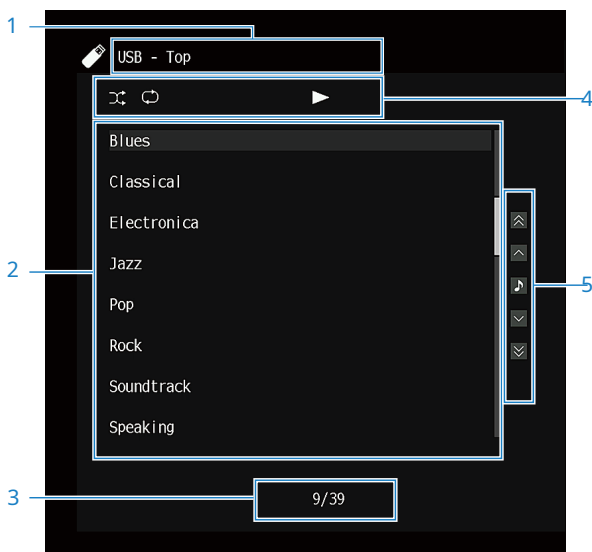 1
USB - Top
4
Blues
Classical
Electronica
2
Jazz
5
Pop
Rock
Soundtrack
Speaking
3
9/39